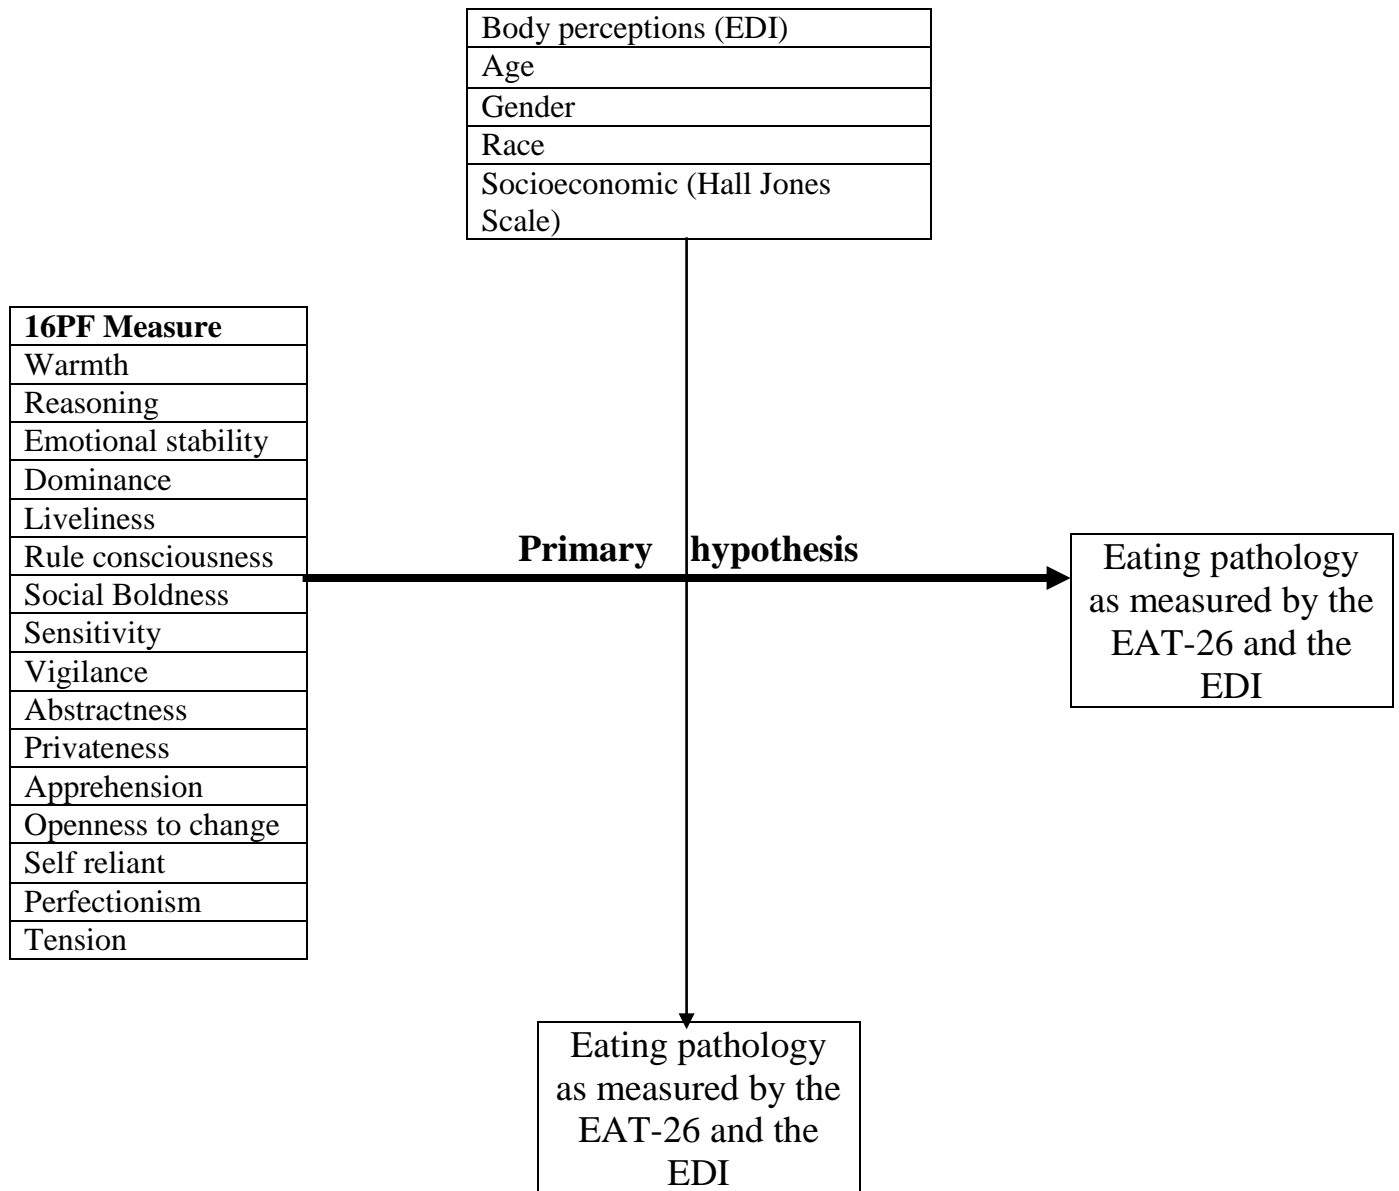 Body perceptions (EDI)
Age
Gender
Race
Socioeconomic (Hall Jones
Scale)
16PF Measure
Warmth
Reasoning
Emotional stability
Dominance
Liveliness
Rule consciousness
Social Boldness
Sensitivity
Vigilance
Abstractness
Privateness
Apprehension
Openness to change
Self reliant
Perfectionism
Tension
Primary hypothesis
Eating pathology
as measured by the
EAT-26 and the
EDI
Eating pathology
as measured by the
EAT-26 and the
EDI